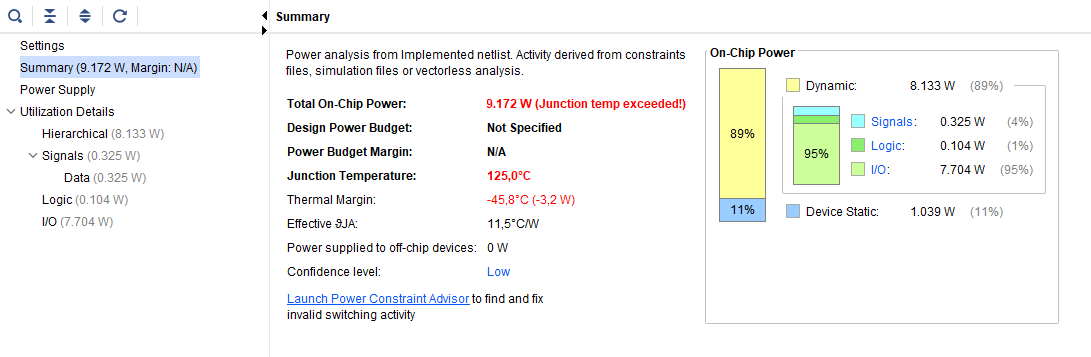 Summary
Settings
Summary (9.172 W, Margin: N/A)
Power Supply
Utilization Details
Hierarchical (8.133 W)
Signals (0.325 W)
Data (0.325 W)
Logic (0.104 W)
I/O (7.704 W)
Power analysis from Implemented netlist. Activity derived from constraints
files, simulation files or vectorless analysis.
Total On-Chip Power: 9.172 W (Junction temp exceeded!)
Design Power Budget: Not Specified
Power Budget Margin: N/A
Junction Temperature: 125,0°C
Thermal Margin: -45,8°C (-3,2 W)
Effective ϑJA: 11,5°C/W
Power supplied to off-chip devices: 0 W
Confidence level: Low
Launch Power Constraint Advisor to find and fix
invalid switching activity
On-Chip Power
Dynamic: 8.133 W (89%)
89%
Signals: 0.325 W (4%)
Logic: 0.104 W (1%)
95%
I/O: 7.704 W (95%)
11%
Device Static: 1.039 W (11%)